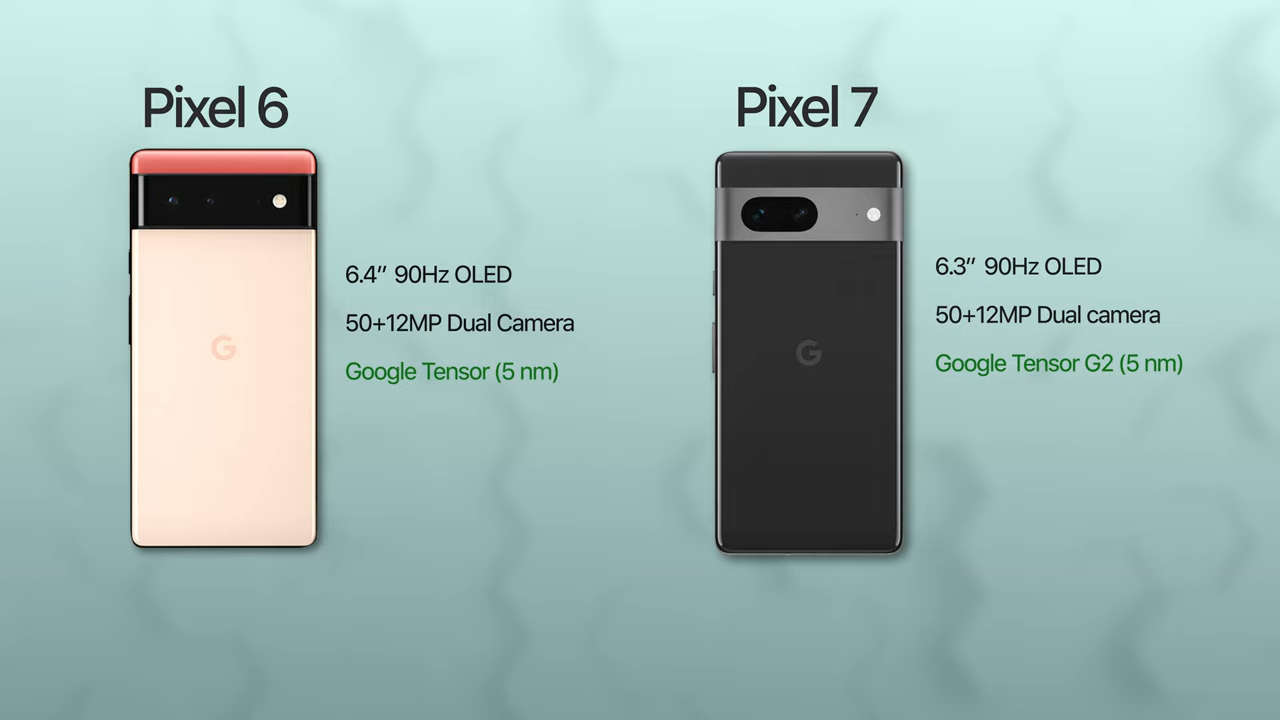 Pixel 6
6.4″ 90Hz OLED
50+12MP Dual Camera
Google Tensor (5 nm)
Pixel 7
6.3″ 90Hz OLED
50+12MP Dual camera
Google Tensor G2 (5 nm)